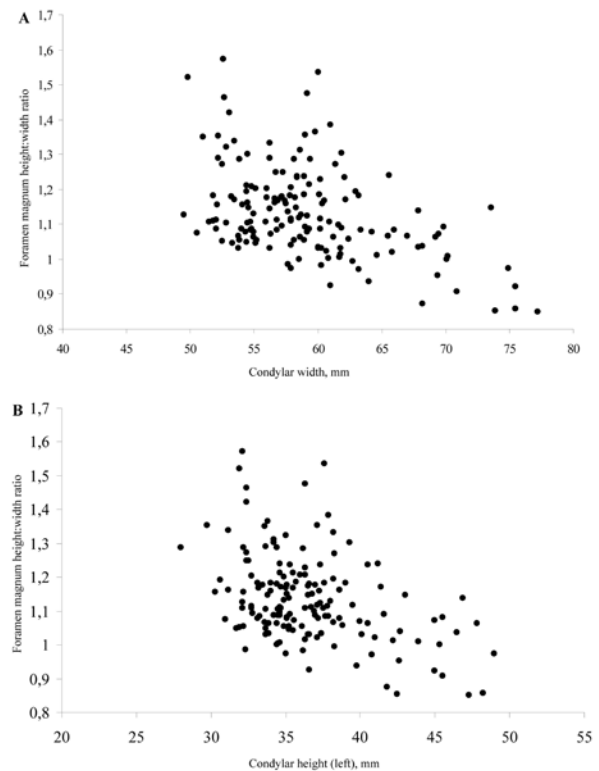 A
1,7
1,6
1,5
1,4
1,3
1,2
1,1
1
0,9
0,8
Foramen magnum height:width ratio
40 45 50 55 60 65 70 75 80
Condylar width, mm
B
1,7
1,6
1,5
1,4
1,3
1,2
1,1
1
0,9
0,8
Foramen magnum height:width ratio
20 25 30 35 40 45 50 55
Condylar height (left), mm